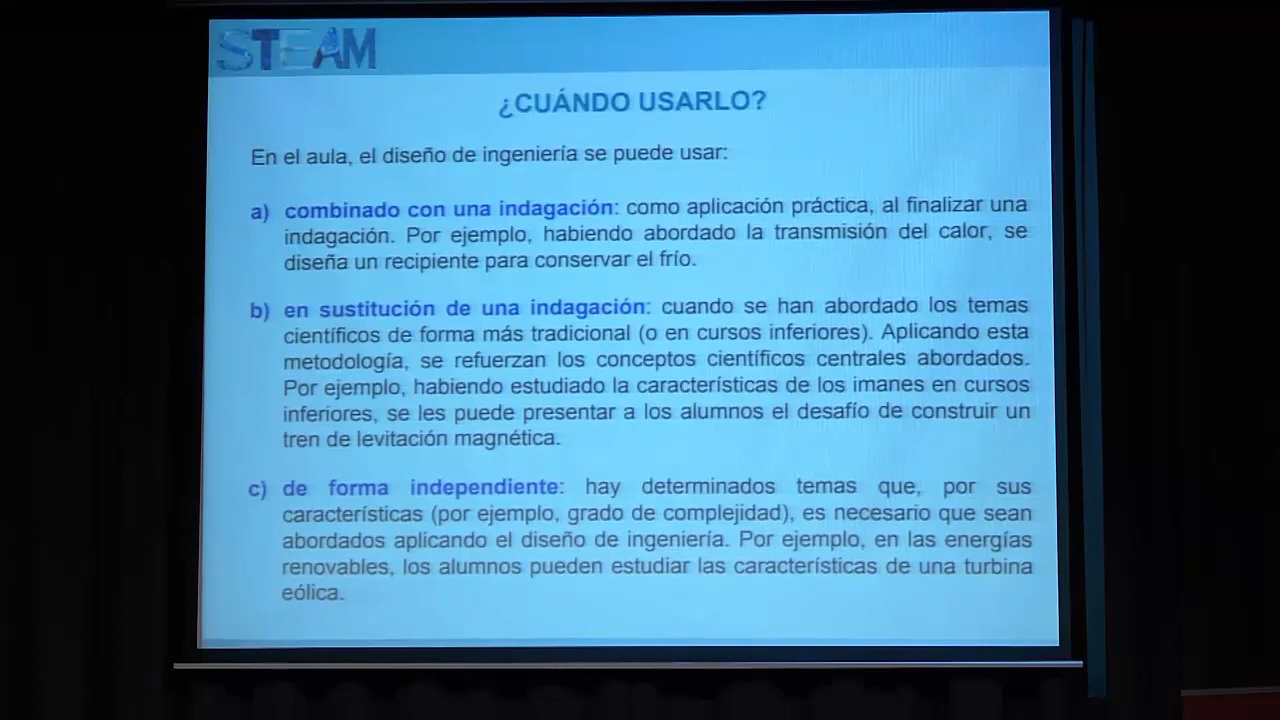 STEAM
¿CUÁNDO USARLO?
En el aula, el diseño de ingeniería se puede usar:
a) combinado con una indagación: como aplicación práctica, al finalizar una
indagación. Por ejemplo, habiendo abordado la transmisión del calor, se
diseña un recipiente para conservar el frío.
b) en sustitución de una indagación: cuando se han abordado los temas
científicos de forma más tradicional (o en cursos inferiores). Aplicando esta
metodología, se refuerzan los conceptos científicos centrales abordados.
Por ejemplo, habiendo estudiado la características de los imanes en cursos
inferiores, se les puede presentar a los alumnos el desafío de construir un
tren de levitación magnética.
c) de forma independiente: hay determinados temas que, por sus
características (por ejemplo, grado de complejidad), es necesario que sean
abordados aplicando el diseño de ingeniería. Por ejemplo, en las energías
renovables, los alumnos pueden estudiar las características de una turbina
eólica.